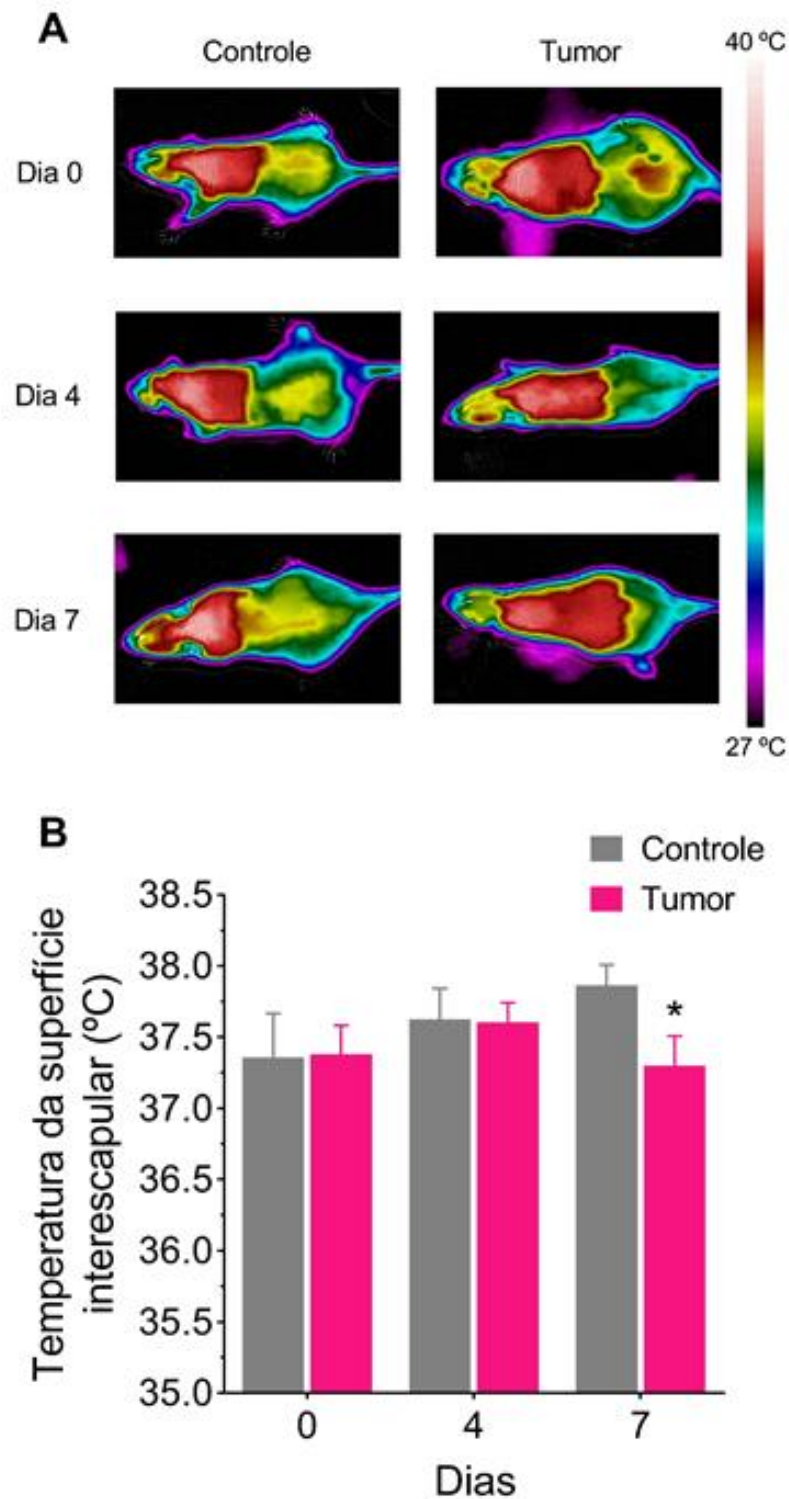 A
Controle
Tumor
40 ºC
Dia 0
Dia 4
Dia 7
27 ºC
B
Controle
Tumor
Temperatura da superfície
interescapular (ºC)
38.5
38.0
37.5
37.0
36.5
36.0
35.5
35.0
*
0
4
7
Dias